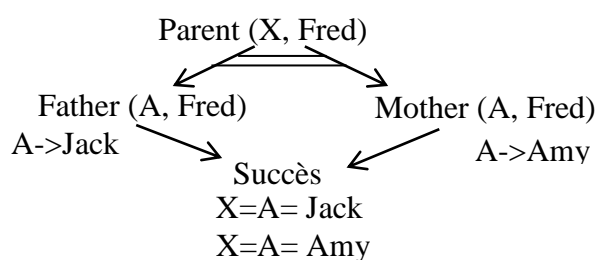 Parent (X, Fred)
Father (A, Fred) Mother (A, Fred)
A->Jack A->Amy
Succès
X=A= Jack
X=A= Amy